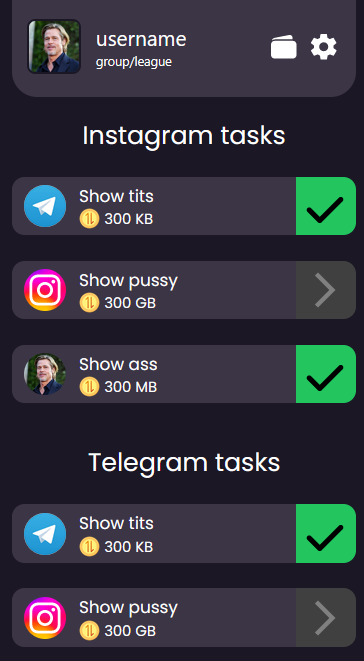 username
group/league
Instagram tasks
Show tits
300 KB
Show pussy
300 GB
Show ass
300 MB
Telegram tasks
Show tits
300 KB
Show pussy
300 GB